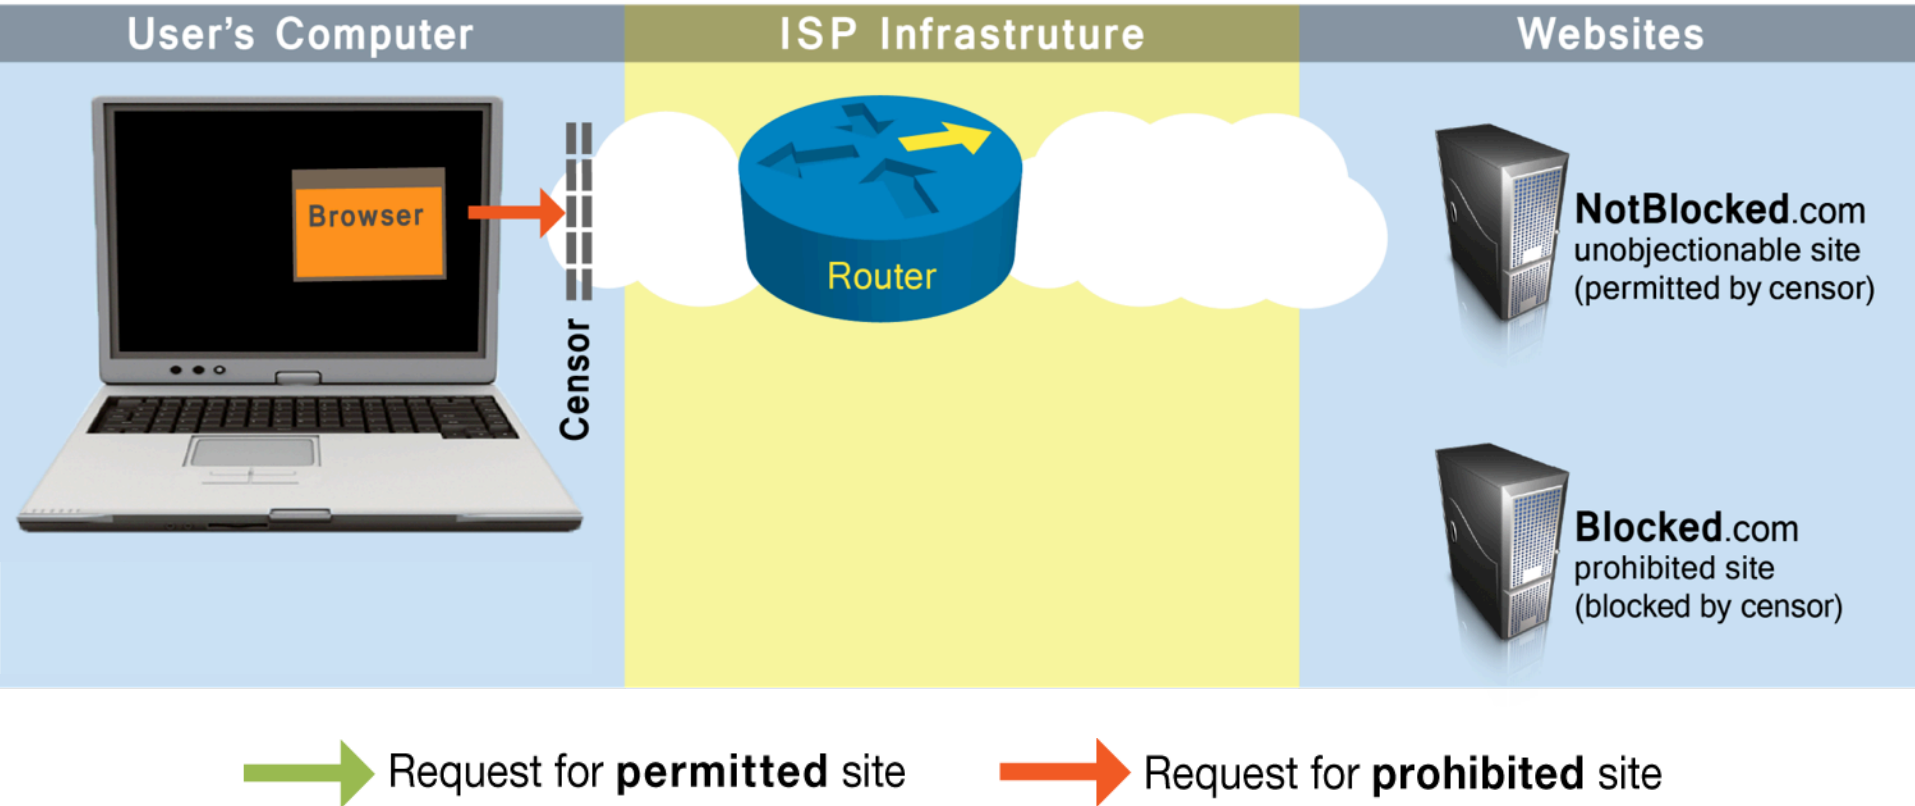 User's Computer
ISP Infrastruture
Websites
Browser
Censor
Router
NotBlocked.com
unobjectionable site
(permitted by censor)
Blocked.com
prohibited site
(blocked by censor)
Request for permitted site
Request for prohibited site